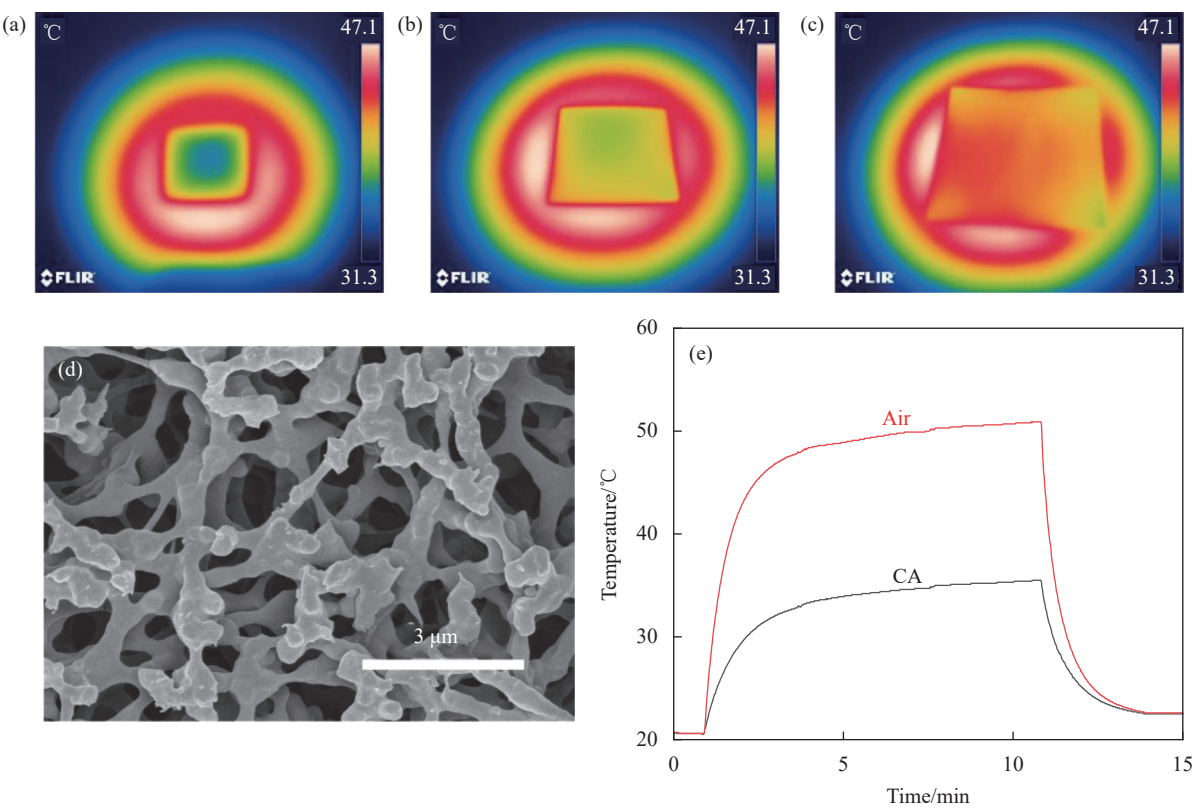 (a)
℃
47.1
31.3
FLIR
(b)
℃
47.1
31.3
FLIR
(c)
℃
47.1
31.3
FLIR
(d)
3 μm
(e)
60
50
40
30
20
Temperature/℃
Air
CA
0
5
10
15
Time/min